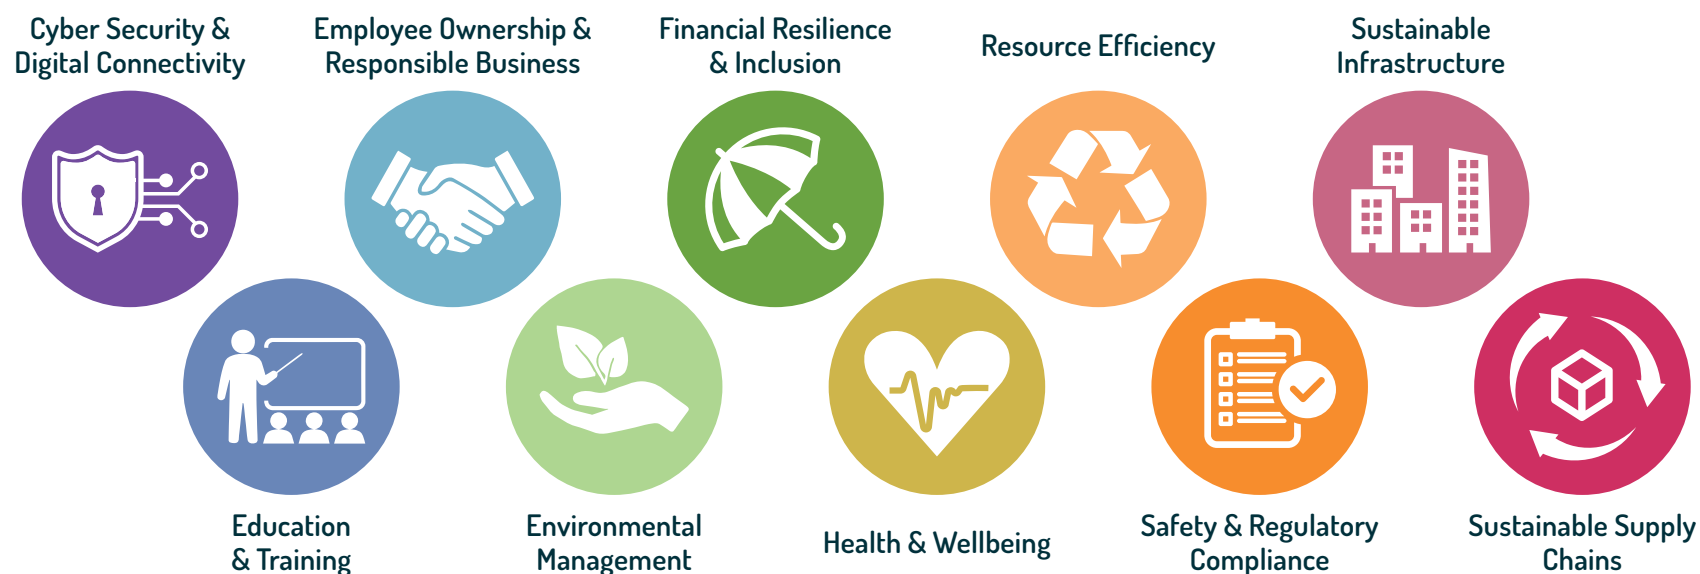 Cyber Security &
Digital Connectivity
Employee Ownership &
Responsible Business
Financial Resilience
& Inclusion
Resource Efficiency
Sustainable
Infrastructure
Education
& Training
Environmental
Management
Health & Wellbeing
Safety & Regulatory
Compliance
Sustainable Supply
Chains